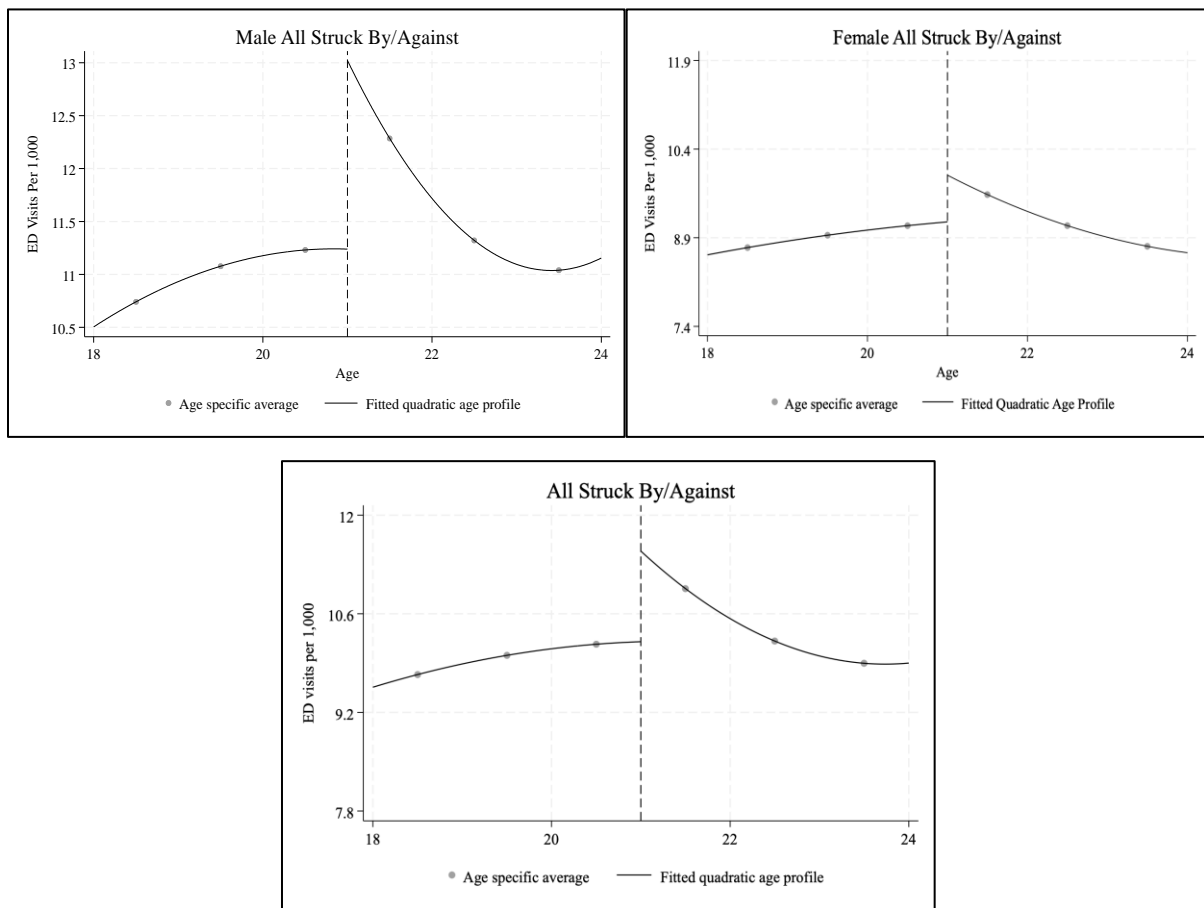 Male All Struck By/Against
ED Visits Per 1,000
13
12.5
12
11.5
11
10.5
18 20 22 24
Age
Age specific average Fitted quadratic age profile
Female All Struck By/Against
ED Visits Per 1,000
11.9
10.4
8.9
7.4
18 20 22 24
Age
Age specific average Fitted Quadratic Age Profile
All Struck By/Against
ED visits per 1,000
12
10.6
9.2
7.8
18 20 22 24
Age specific average Fitted quadratic age profile